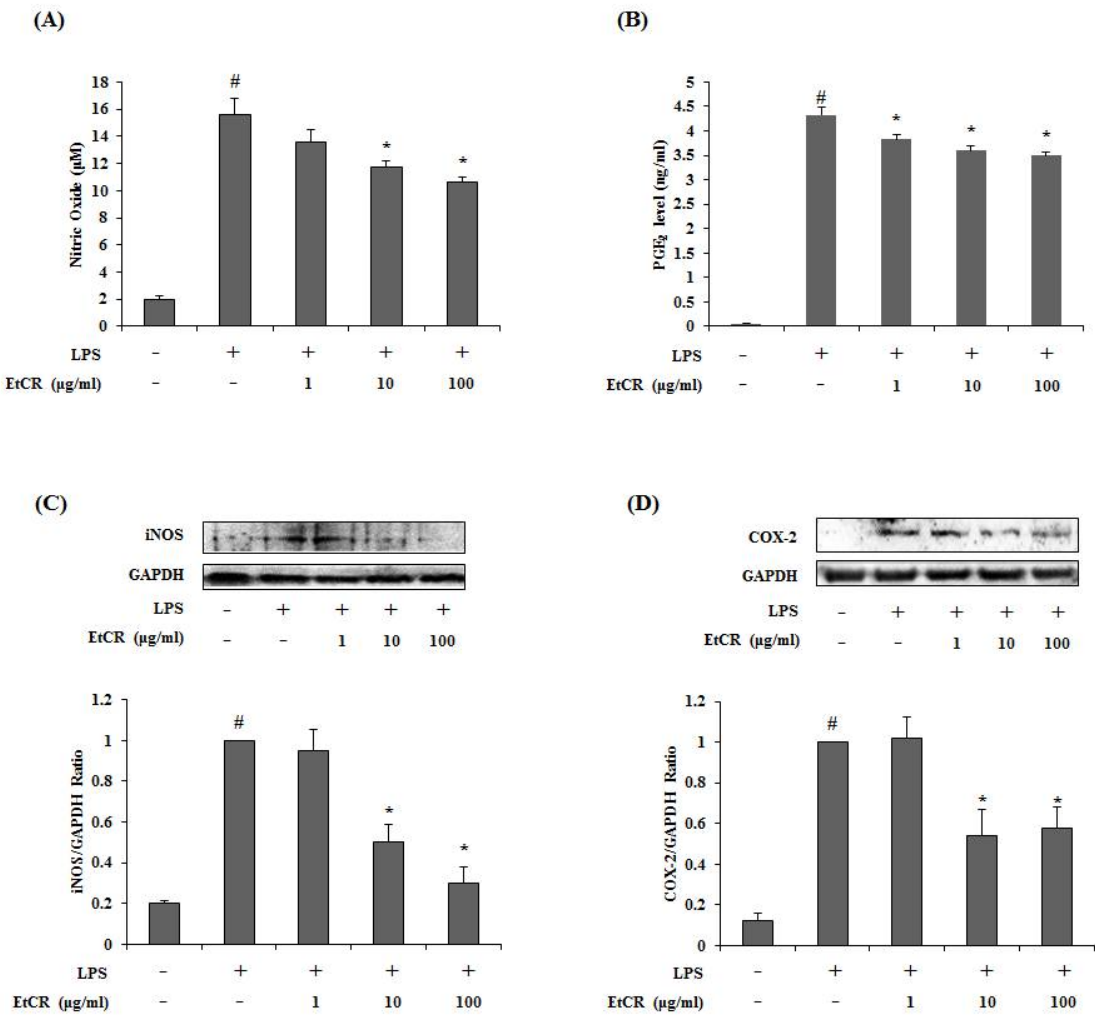 (A)
Nitric Oxide (µM)
18
16
14
12
10
8
6
4
2
0
#
*
*
LPS - + + + +
EtCR (µg/ml) - - 1 10 100
(B)
PGE₂ level (ng/ml)
5
4.5
4
3.5
3
2.5
2
1.5
1
0.5
0
#
*
*
*
LPS - + + + +
EtCR (µg/ml) - - 1 10 100
(C)
iNOS
GAPDH
LPS - + + + +
EtCR (µg/ml) - - 1 10 100
iNOS/GAPDH Ratio
1.2
1
0.8
0.6
0.4
0.2
0
#
*
*
LPS - + + + +
EtCR (µg/ml) - - 1 10 100
(D)
COX-2
GAPDH
LPS - + + + +
EtCR (µg/ml) - - 1 10 100
COX-2/GAPDH Ratio
1.2
1
0.8
0.6
0.4
0.2
0
#
*
*
LPS - + + + +
EtCR (µg/ml) - - 1 10 100